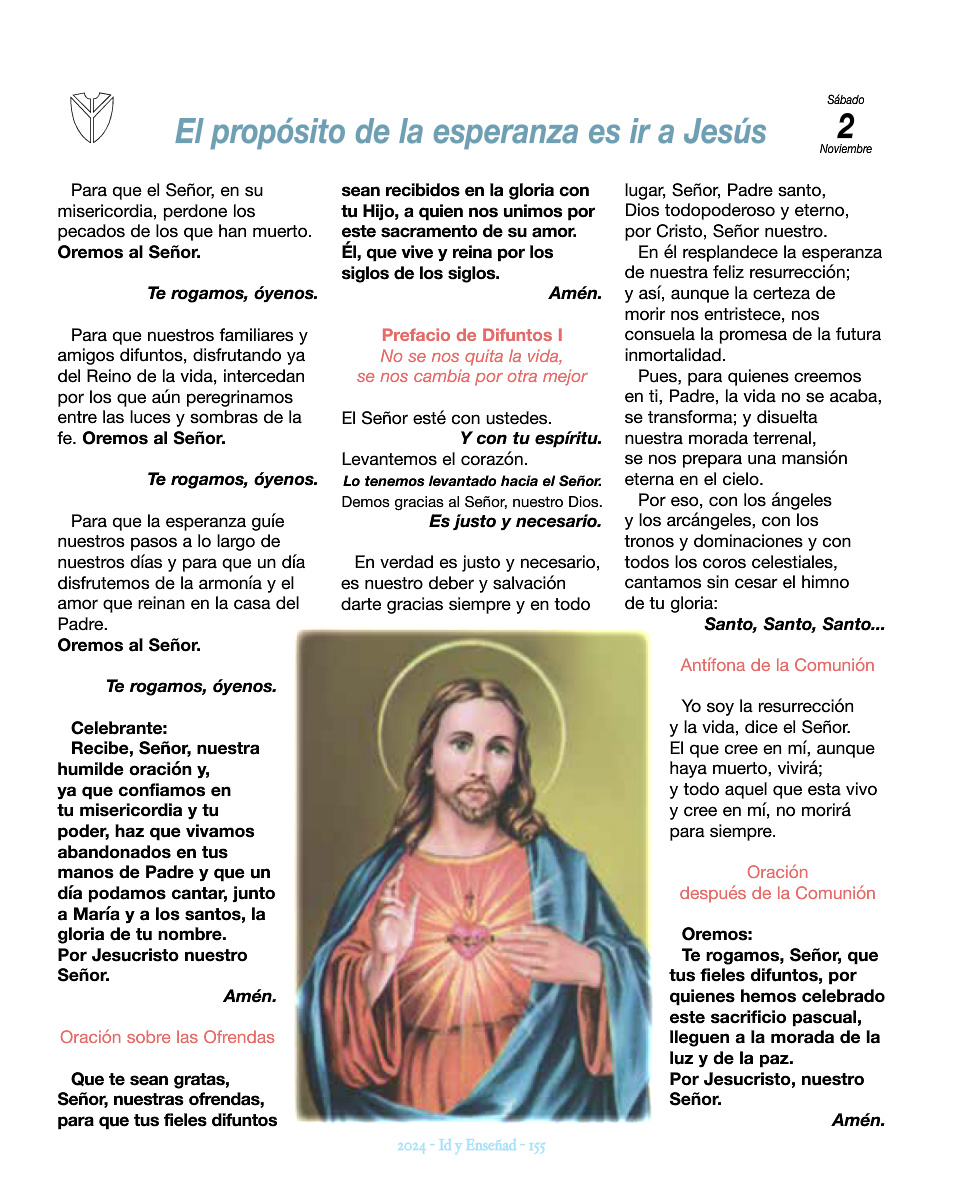 El propósito de la esperanza es ir a Jesús
Sábado
2
Noviembre
Para que el Señor, en su
misericordia, perdone los
pecados de los que han muerto.
Oremos al Señor.
Te rogamos, óyenos.
Para que nuestros familiares y
amigos difuntos, disfrutando ya
del Reino de la vida, intercedan
por los que aún peregrinamos
entre las luces y sombras de la
fe. Oremos al Señor.
Te rogamos, óyenos.
Para que la esperanza guíe
nuestros pasos a lo largo de
nuestros días y para que un día
disfrutemos de la armonía y el
amor que reinan en la casa del
Padre.
Oremos al Señor.
Te rogamos, óyenos.
Celebrante:
Recibe, Señor, nuestra
humilde oración y,
ya que confiamos en
tu misericordia y tu
poder, haz que vivamos
abandonados en tus
manos de Padre y que un
día podamos cantar, junto
a María y a los santos, la
gloria de tu nombre.
Por Jesucristo nuestro
Señor.
Amén.
Oración sobre las Ofrendas
Que te sean gratas,
Señor, nuestras ofrendas,
para que tus fieles difuntos
sean recibidos en la gloria con
tu Hijo, a quien nos unimos por
este sacramento de su amor.
Él, que vive y reina por los
siglos de los siglos.
Amén.
Prefacio de Difuntos I
No se nos quita la vida,
se nos cambia por otra mejor
El Señor esté con ustedes.
Y con tu espíritu.
Levantemos el corazón.
Lo tenemos levantado hacia el Señor.
Demos gracias al Señor, nuestro Dios.
Es justo y necesario.
En verdad es justo y necesario,
es nuestro deber y salvación
darte gracias siempre y en todo
lugar, Señor, Padre santo,
Dios todopoderoso y eterno,
por Cristo, Señor nuestro.
En él resplandece la esperanza
de nuestra feliz resurrección;
y así, aunque la certeza de
morir nos entristece, nos
consuela la promesa de la futura
inmortalidad.
Pues, para quienes creemos
en ti, Padre, la vida no se acaba,
se transforma; y disuelta
nuestra morada terrenal,
se nos prepara una mansión
eterna en el cielo.
Por eso, con los ángeles
y los arcángeles, con los
tronos y dominaciones y con
todos los coros celestiales,
cantamos sin cesar el himno
de tu gloria:
Santo, Santo, Santo...
Antífona de la Comunión
Yo soy la resurrección
y la vida, dice el Señor.
El que cree en mí, aunque
haya muerto, vivirá;
y todo aquel que esta vivo
y cree en mí, no morirá
para siempre.
Oración
después de la Comunión
Oremos:
Te rogamos, Señor, que
tus fieles difuntos, por
quienes hemos celebrado
este sacrificio pascual,
lleguen a la morada de la
luz y de la paz.
Por Jesucristo, nuestro
Señor.
Amén.
2024 - Id y Enseñad - 155